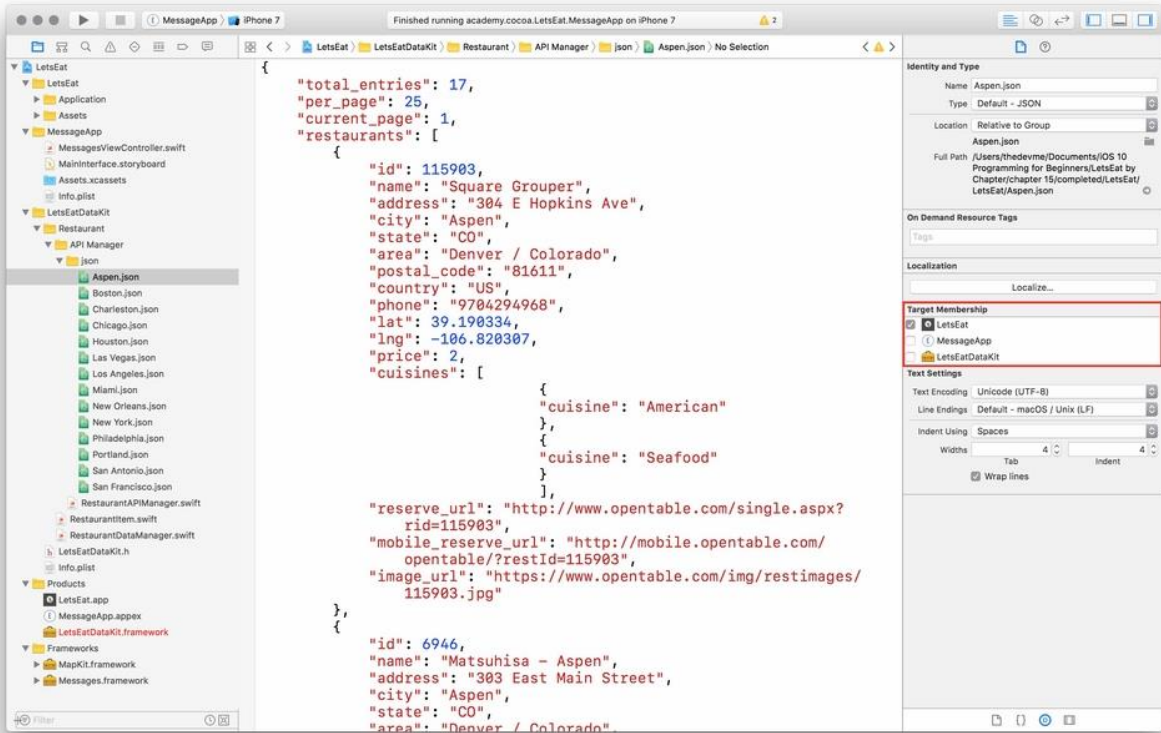 MessageApp › iPhone 7
Finished running academy.cocoa.LetsEat.MessageApp on iPhone 7
2
LetsEat › LetsEatDataKit › Restaurant › API Manager › json › Aspen.json › No Selection
LetsEat
LetsEat
Application
Assets
MessageApp
MessagesViewController.swift
MainInterface.storyboard
Assets.xcassets
Info.plist
LetsEatDataKit
Restaurant
API Manager
json
Aspen.json
Boston.json
Charleston.json
Chicago.json
Houston.json
Las Vegas.json
Los Angeles.json
Miami.json
New Orleans.json
New York.json
Philadelphia.json
Portland.json
San Antonio.json
San Francisco.json
RestaurantAPIManager.swift
RestaurantItem.swift
RestaurantDataManager.swift
LetsEatDataKit.h
Info.plist
Products
LetsEat.app
MessageApp.appex
LetsEatDataKit.framework
Frameworks
MapKit.framework
Messages.framework
Filter
{
"total_entries": 17,
"per_page": 25,
"current_page": 1,
"restaurants": [
{
"id": 115903,
"name": "Square Grouper",
"address": "304 E Hopkins Ave",
"city": "Aspen",
"state": "CO",
"area": "Denver / Colorado",
"postal_code": "81611",
"country": "US",
"phone": "9704294968",
"lat": 39.190334,
"lng": -106.820307,
"price": 2,
"cuisines": [
{
"cuisine": "American"
},
{
"cuisine": "Seafood"
}
],
"reserve_url": "http://www.opentable.com/single.aspx?
rid=115903",
"mobile_reserve_url": "http://mobile.opentable.com/
opentable/?restId=115903",
"image_url": "https://www.opentable.com/img/restimages/
115903.jpg"
},
{
"id": 6946,
"name": "Matsuhisa – Aspen",
"address": "303 East Main Street",
"city": "Aspen",
"state": "CO",
"area": "Denver / Colorado",
Identity and Type
Name Aspen.json
Type Default - JSON
Location Relative to Group
Aspen.json
Full Path /Users/thedevme/Documents/iOS 10
Programming for Beginners/LetsEat by
Chapter/chapter 15/completed/LetsEat/
LetsEat/Aspen.json
On Demand Resource Tags
Tags
Localization
Localize...
Target Membership
LetsEat
MessageApp
LetsEatDataKit
Text Settings
Text Encoding Unicode (UTF-8)
Line Endings Default - macOS / Unix (LF)
Indent Using Spaces
Widths 4 4
Tab Indent
Wrap lines